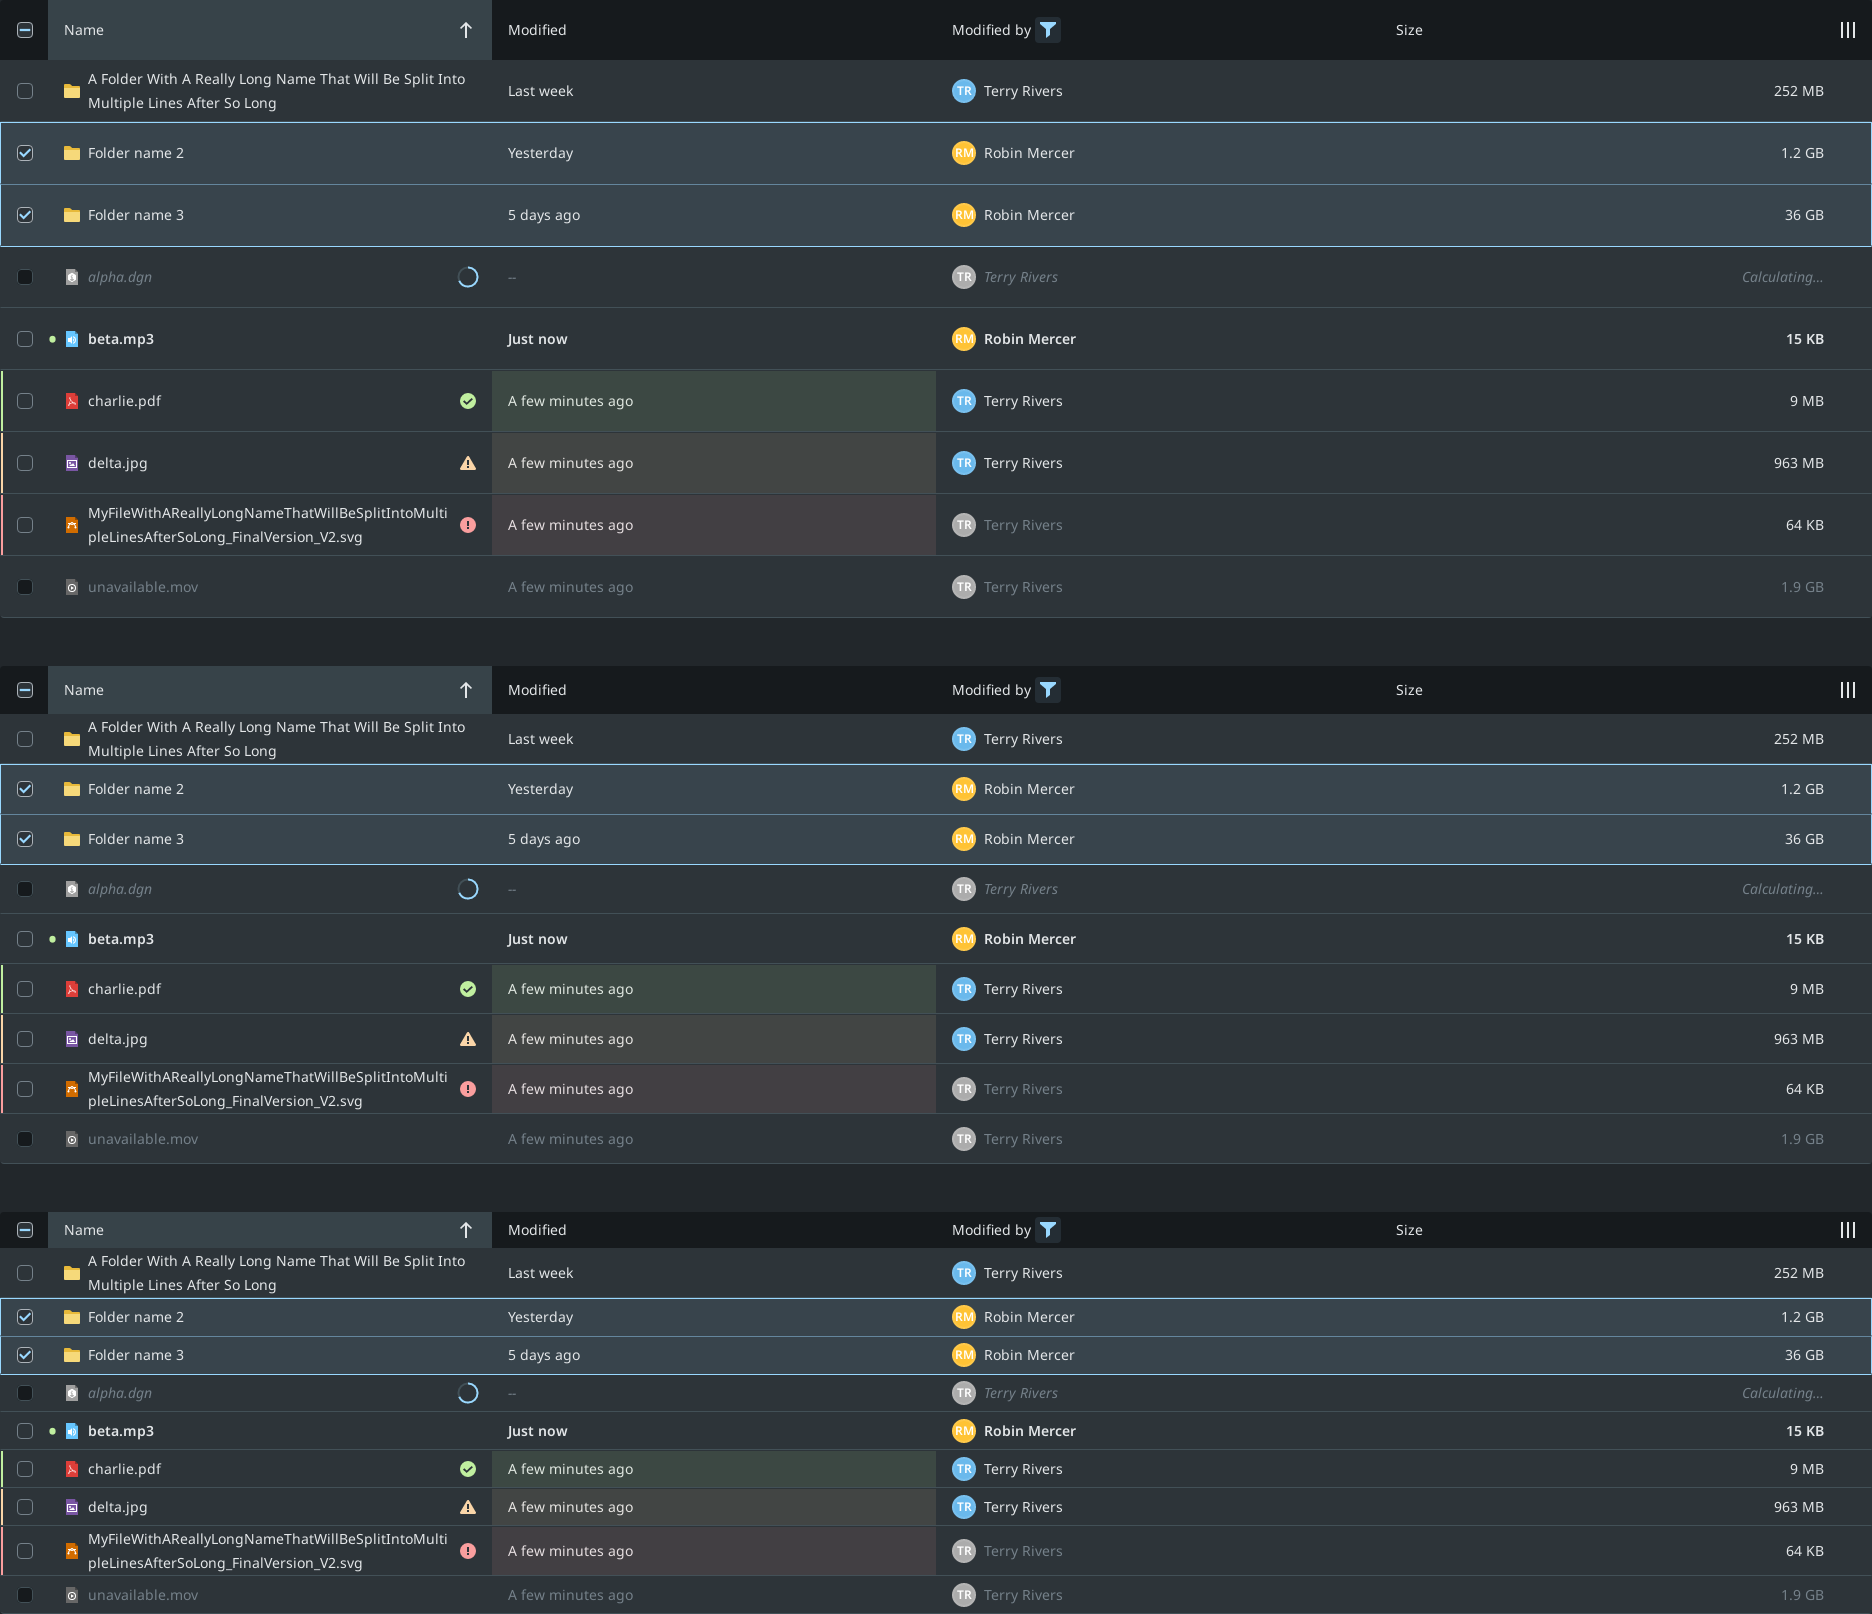 Name Modified Modified by Size
A Folder With A Really Long Name That Will Be Split Into
Multiple Lines After So Long
Last week TR Terry Rivers 252 MB
Folder name 2 Yesterday RM Robin Mercer 1.2 GB
Folder name 3 5 days ago RM Robin Mercer 36 GB
alpha.dgn -- TR Terry Rivers Calculating...
beta.mp3 Just now RM Robin Mercer 15 KB
charlie.pdf A few minutes ago TR Terry Rivers 9 MB
delta.jpg A few minutes ago TR Terry Rivers 963 MB
MyFileWithAReallyLongNameThatWillBeSplitIntoMulti
pleLinesAfterSoLong_FinalVersion_V2.svg
A few minutes ago TR Terry Rivers 64 KB
unavailable.mov A few minutes ago TR Terry Rivers 1.9 GB
Name Modified Modified by Size
A Folder With A Really Long Name That Will Be Split Into
Multiple Lines After So Long
Last week TR Terry Rivers 252 MB
Folder name 2 Yesterday RM Robin Mercer 1.2 GB
Folder name 3 5 days ago RM Robin Mercer 36 GB
alpha.dgn -- TR Terry Rivers Calculating...
beta.mp3 Just now RM Robin Mercer 15 KB
charlie.pdf A few minutes ago TR Terry Rivers 9 MB
delta.jpg A few minutes ago TR Terry Rivers 963 MB
MyFileWithAReallyLongNameThatWillBeSplitIntoMulti
pleLinesAfterSoLong_FinalVersion_V2.svg
A few minutes ago TR Terry Rivers 64 KB
unavailable.mov A few minutes ago TR Terry Rivers 1.9 GB
Name Modified Modified by Size
A Folder With A Really Long Name That Will Be Split Into
Multiple Lines After So Long
Last week TR Terry Rivers 252 MB
Folder name 2 Yesterday RM Robin Mercer 1.2 GB
Folder name 3 5 days ago RM Robin Mercer 36 GB
alpha.dgn -- TR Terry Rivers Calculating...
beta.mp3 Just now RM Robin Mercer 15 KB
charlie.pdf A few minutes ago TR Terry Rivers 9 MB
delta.jpg A few minutes ago TR Terry Rivers 963 MB
MyFileWithAReallyLongNameThatWillBeSplitIntoMulti
pleLinesAfterSoLong_FinalVersion_V2.svg
A few minutes ago TR Terry Rivers 64 KB
unavailable.mov A few minutes ago TR Terry Rivers 1.9 GB